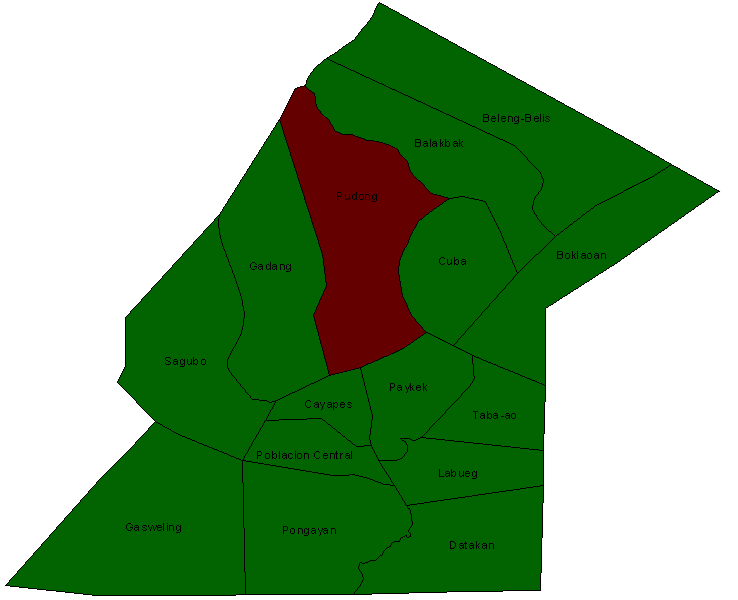 Beleng-Belis
Balakbak
Pudong
Boklaoan
Cuba
Gadang
Sagubo
Paykek
Cayapes
Taba-ao
Poblacion Central
Labueg
Gasweling
Pongayan
Datakan